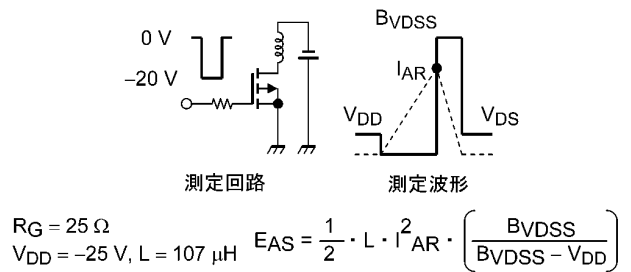 0 V
−20 V
BVDSS
IAR
VDD
VDS
測定回路
測定波形
RG = 25 Ω
VDD = −25 V, L = 107 μH
EAS = 1/2 · L · I²AR · (BVDSS / (BVDSS − VDD))